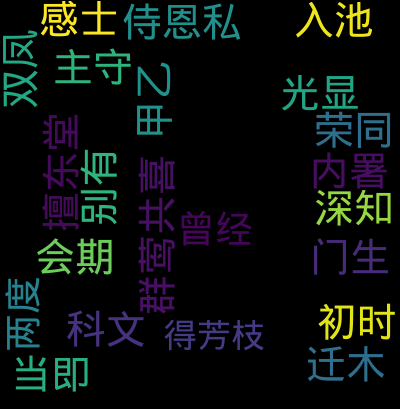 感士
侍恩私
入池
双凤
主守
甲乙
光显
荣同
擅东堂
别有
群莺共喜
内署
深知
曾经
会期
门生
两度
科文
得芳枝
初时
当即
迁木